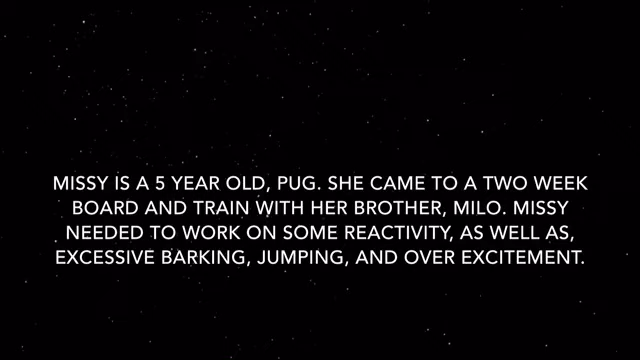 MISSY IS A 5 YEAR OLD, PUG. SHE CAME TO A TWO WEEK
BOARD AND TRAIN WITH HER BROTHER, MILO. MISSY
NEEDED TO WORK ON SOME REACTIVITY, AS WELL AS,
EXCESSIVE BARKING, JUMPING, AND OVER EXCITEMENT.